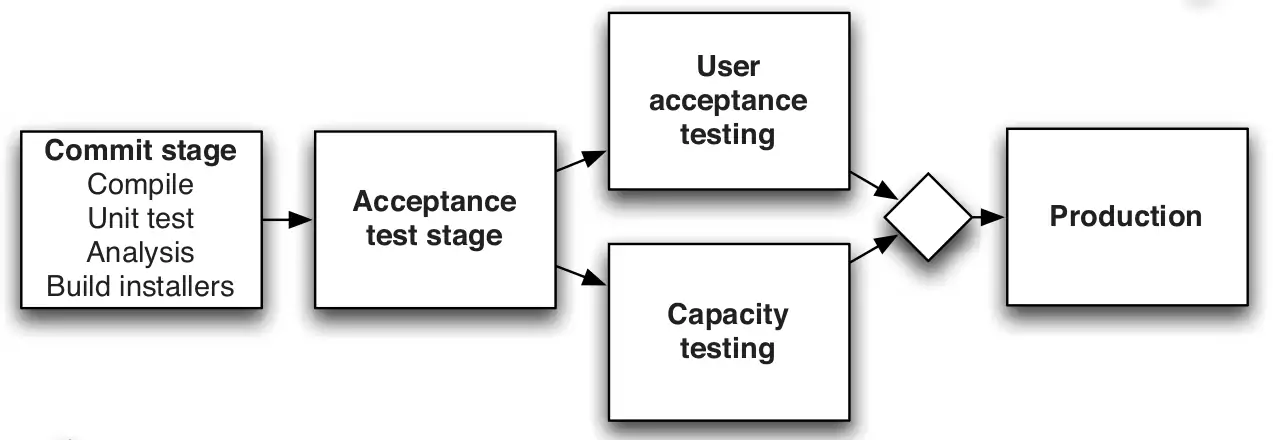 Commit stage
Compile
Unit test
Analysis
Build installers
Acceptance
test stage
User
acceptance
testing
Capacity
testing
Production